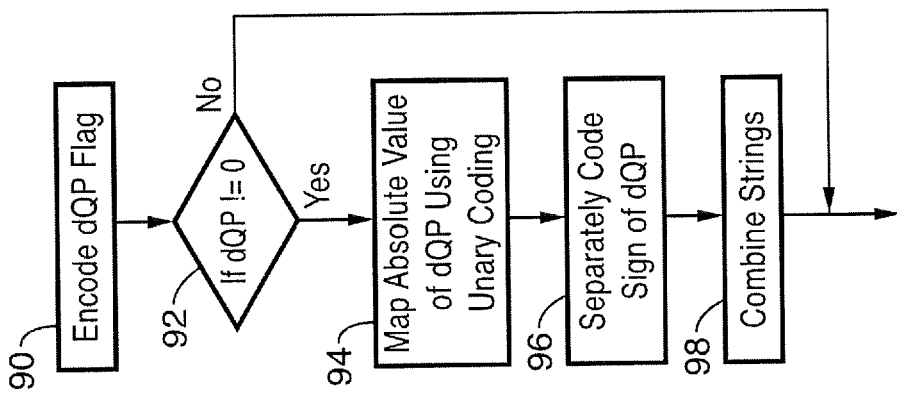 90
Encode dQP Flag
92
If dQP != 0
No
Yes
94
Map Absolute Value
of dQP Using
Unary Coding
96
Separately Code
Sign of dQP
98
Combine Strings